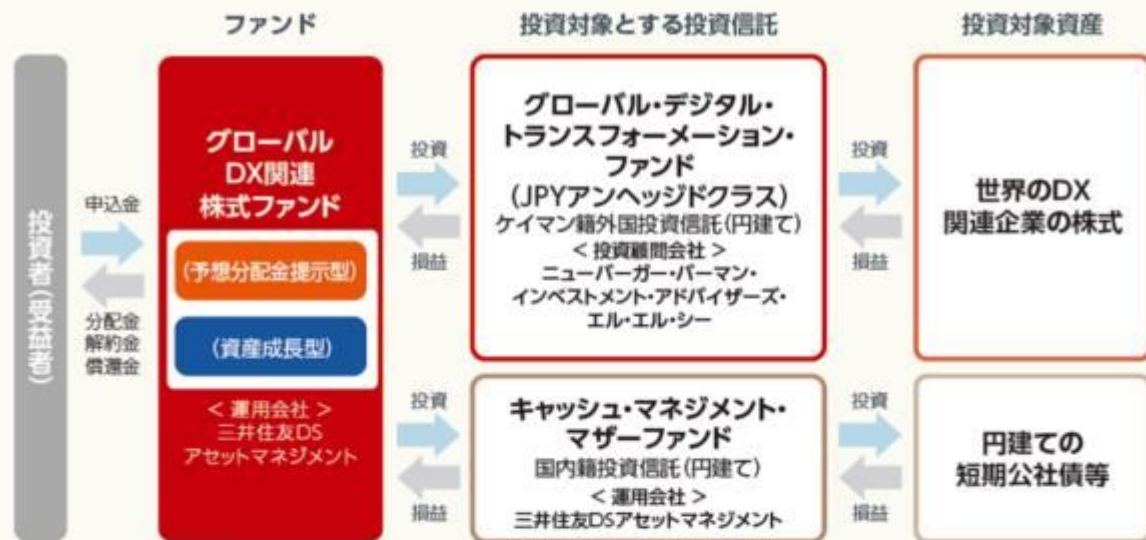 ファンド
投資対象とする投資信託
投資対象資産
投資者(受益者)
申込金
分配金
解約金
償還金
グローバル
DX関連
株式ファンド
(予想分配金提示型)
(資産成長型)
< 運用会社 >
三井住友DS
アセットマネジメント
投資
損益
グローバル・デジタル・
トランスフォーメーション・
ファンド
(JPYアンヘッジドクラス)
ケイマン籍外国投資信託(円建て)
< 投資顧問会社 >
ニューバーガー・バーマン・
インベストメント・アドバイザーズ・
エル・エル・シー
投資
損益
世界のDX
関連企業の株式
投資
損益
キャッシュ・マネジメント・
マザーファンド
国内籍投資信託(円建て)
< 運用会社 >
三井住友DSアセットマネジメント
投資
損益
円建ての
短期公社債等